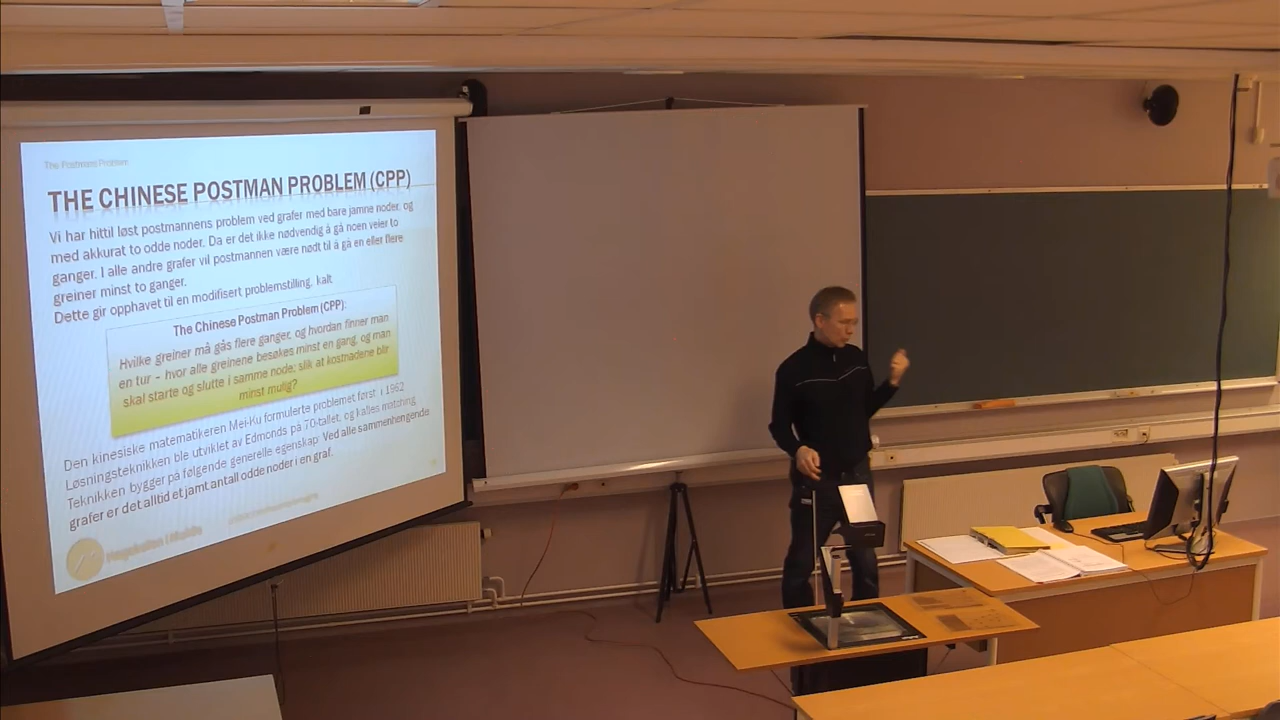 The Postmans Problem
THE CHINESE POSTMAN PROBLEM (CPP)
Vi har hittil løst postmannens problem ved grafer med bare jamne noder, og
med akkurat to odde noder. Da er det ikke nødvendig å gå noen veier to
ganger. I alle andre grafer vil postmannen være nødt til å gå en eller flere
greiner minst to ganger.
Dette gir opphavet til en modifisert problemstilling, kalt
The Chinese Postman Problem (CPP):
Hvilke greiner må gås flere ganger, og hvordan finner man
en tur – hvor alle greinene besøkes minst en gang, og man
skal starte og slutte i samme node; slik at kostnadene blir
minst mulig?
Den kinesiske matematikeren Mei-Ku formulerte problemet først i 1962
Løsningsteknikken ble utviklet av Edmonds på 70-tallet, og kalles matching
Teknikken bygger på følgende generelle egenskap: Ved alle sammenhengende
grafer er det alltid et jamt antall odde noder i en graf.
Høgskolen i Molde